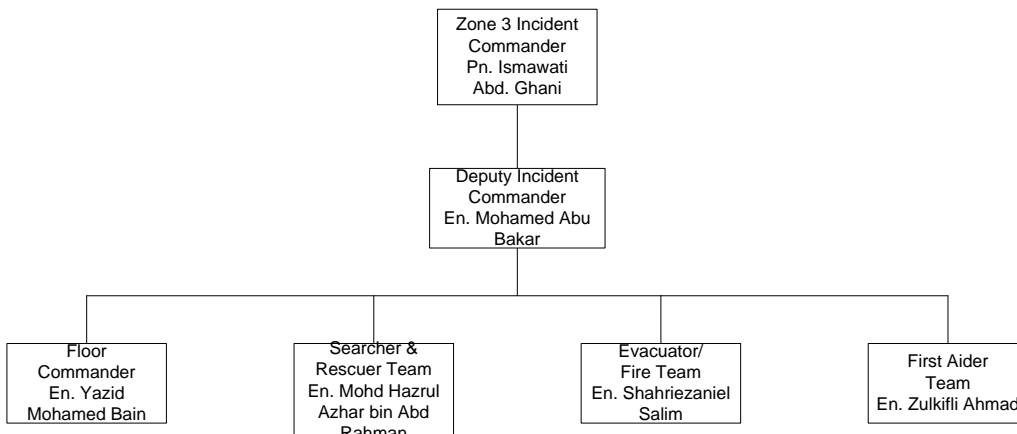 Zone 3 Incident
Commander
Pn. Ismawati
Abd. Ghani
Deputy Incident
Commander
En. Mohamed Abu
Bakar
Floor
Commander
En. Yazid
Mohamed Bain
Searcher &
Rescuer Team
En. Mohd Hazrul
Azhar bin Abd
Rahman
Evacuator/
Fire Team
En. Shahriezaniel
Salim
First Aider
Team
En. Zulkifli Ahmad